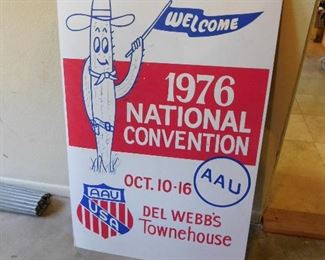 WELCOME
1976
NATIONAL
CONVENTION
OCT. 10-16
AAU
AAU
USA
DEL WEBB'S
Townehouse